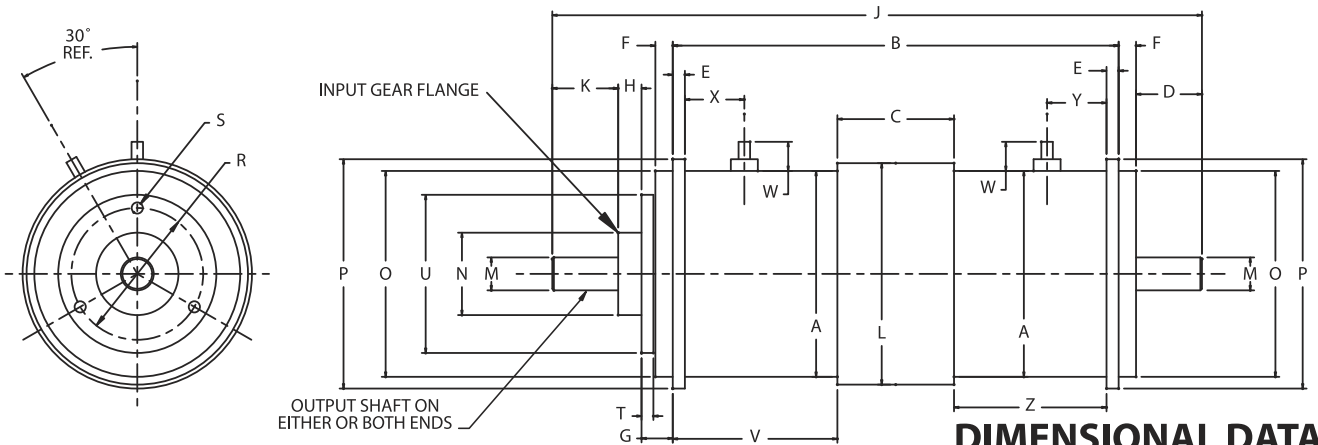 J
30°
REF.
F
B
F
E
E
K
H
D
INPUT GEAR FLANGE
X
Y
S
C
R
W
W
P
O
U
N
M
A
L
A
M
O
P
OUTPUT SHAFT ON
EITHER OR BOTH ENDS
T
G
V
Z
DIMENSIONAL DATA